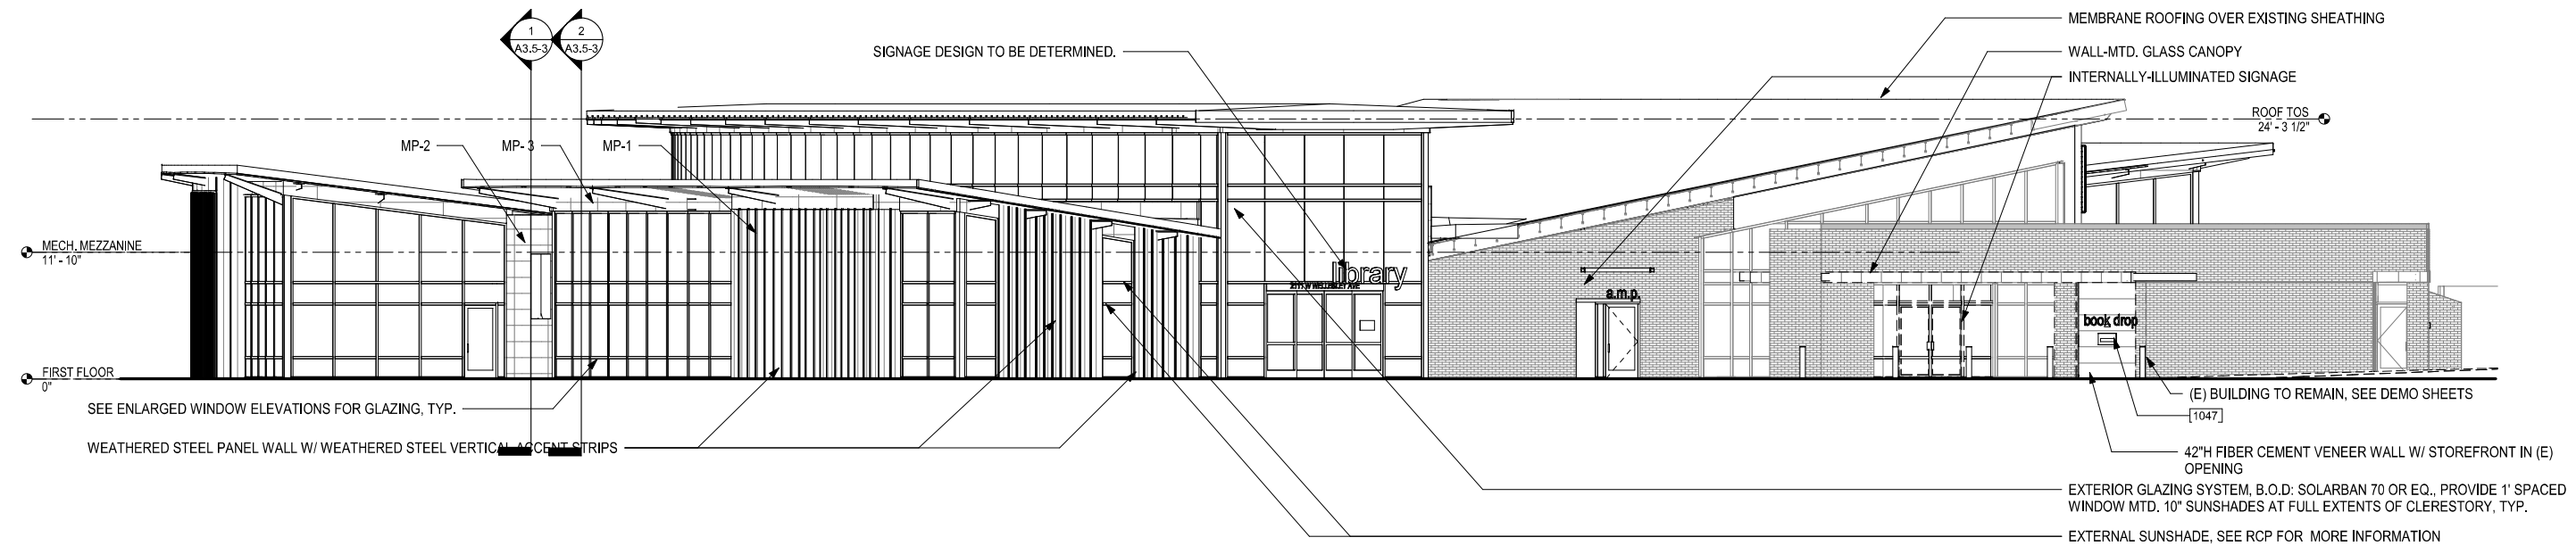 1
A3.5-3
2
A3.5-3
SIGNAGE DESIGN TO BE DETERMINED.
MEMBRANE ROOFING OVER EXISTING SHEATHING
WALL-MTD. GLASS CANOPY
INTERNALLY-ILLUMINATED SIGNAGE
ROOF TOS
24' - 3 1/2"
MP-2
MP- 3
MP-1
MECH. MEZZANINE
11' - 10"
library
a.m.p.
book drop
FIRST FLOOR
0"
SEE ENLARGED WINDOW ELEVATIONS FOR GLAZING, TYP.
WEATHERED STEEL PANEL WALL W/ WEATHERED STEEL VERTICAL ACCENT STRIPS
(E) BUILDING TO REMAIN, SEE DEMO SHEETS
1047
42"H FIBER CEMENT VENEER WALL W/ STOREFRONT IN (E)
OPENING
EXTERIOR GLAZING SYSTEM, B.O.D: SOLARBAN 70 OR EQ., PROVIDE 1' SPACED
WINDOW MTD. 10" SUNSHADES AT FULL EXTENTS OF CLERESTORY, TYP.
EXTERNAL SUNSHADE, SEE RCP FOR MORE INFORMATION